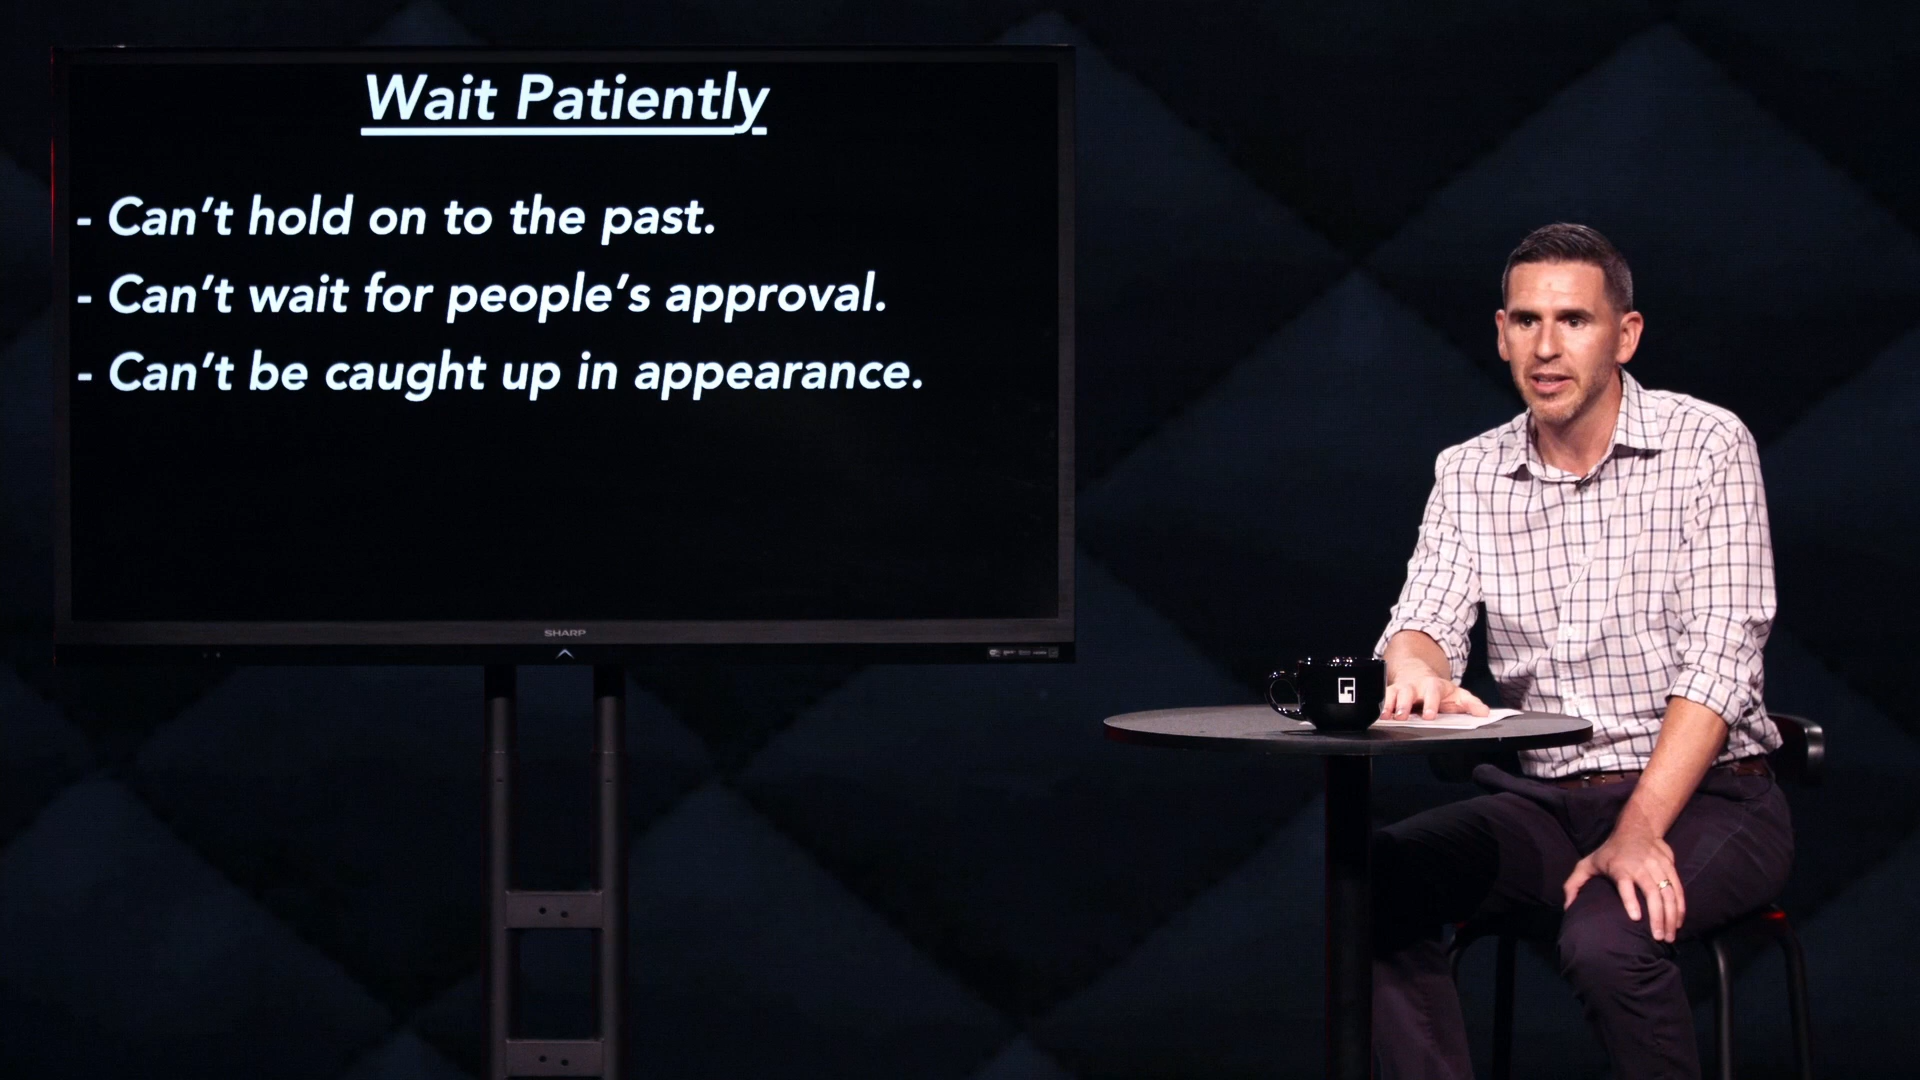 Wait Patiently
- Can't hold on to the past.
- Can't wait for people's approval.
- Can't be caught up in appearance.
SHARP